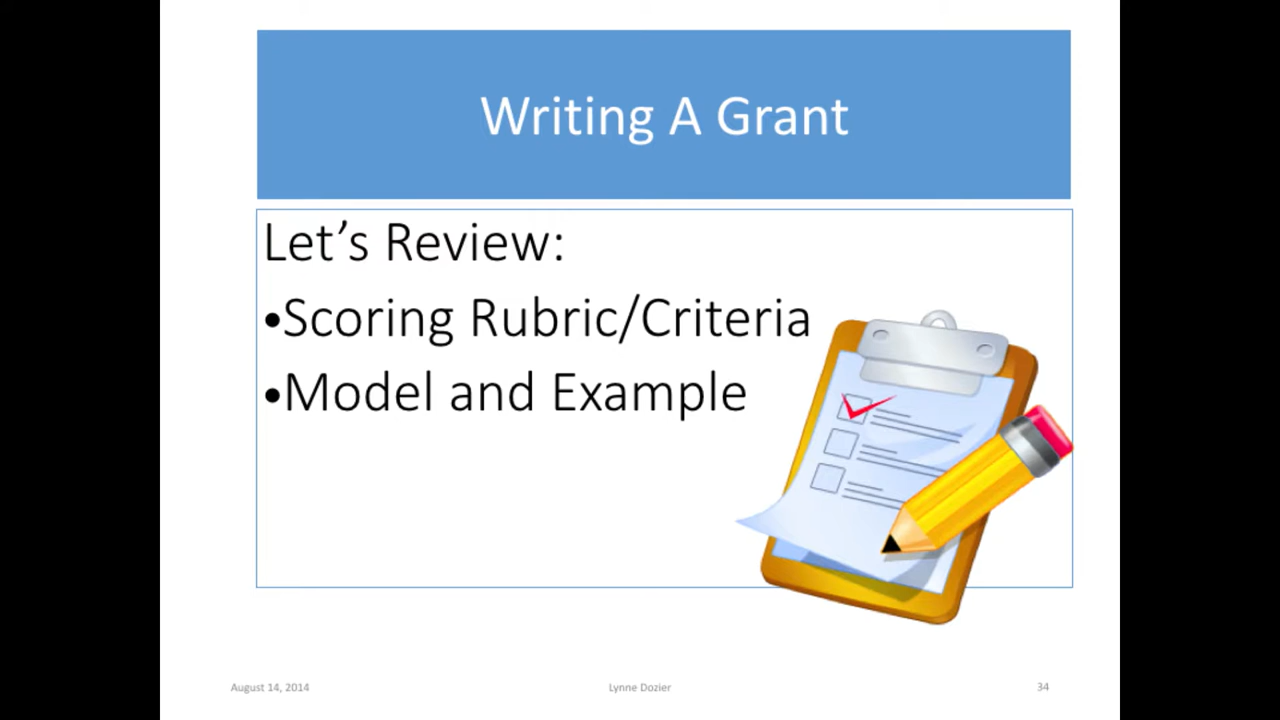 Writing A Grant
Let’s Review:
•Scoring Rubric/Criteria
•Model and Example
August 14, 2014
Lynne Dozier
34